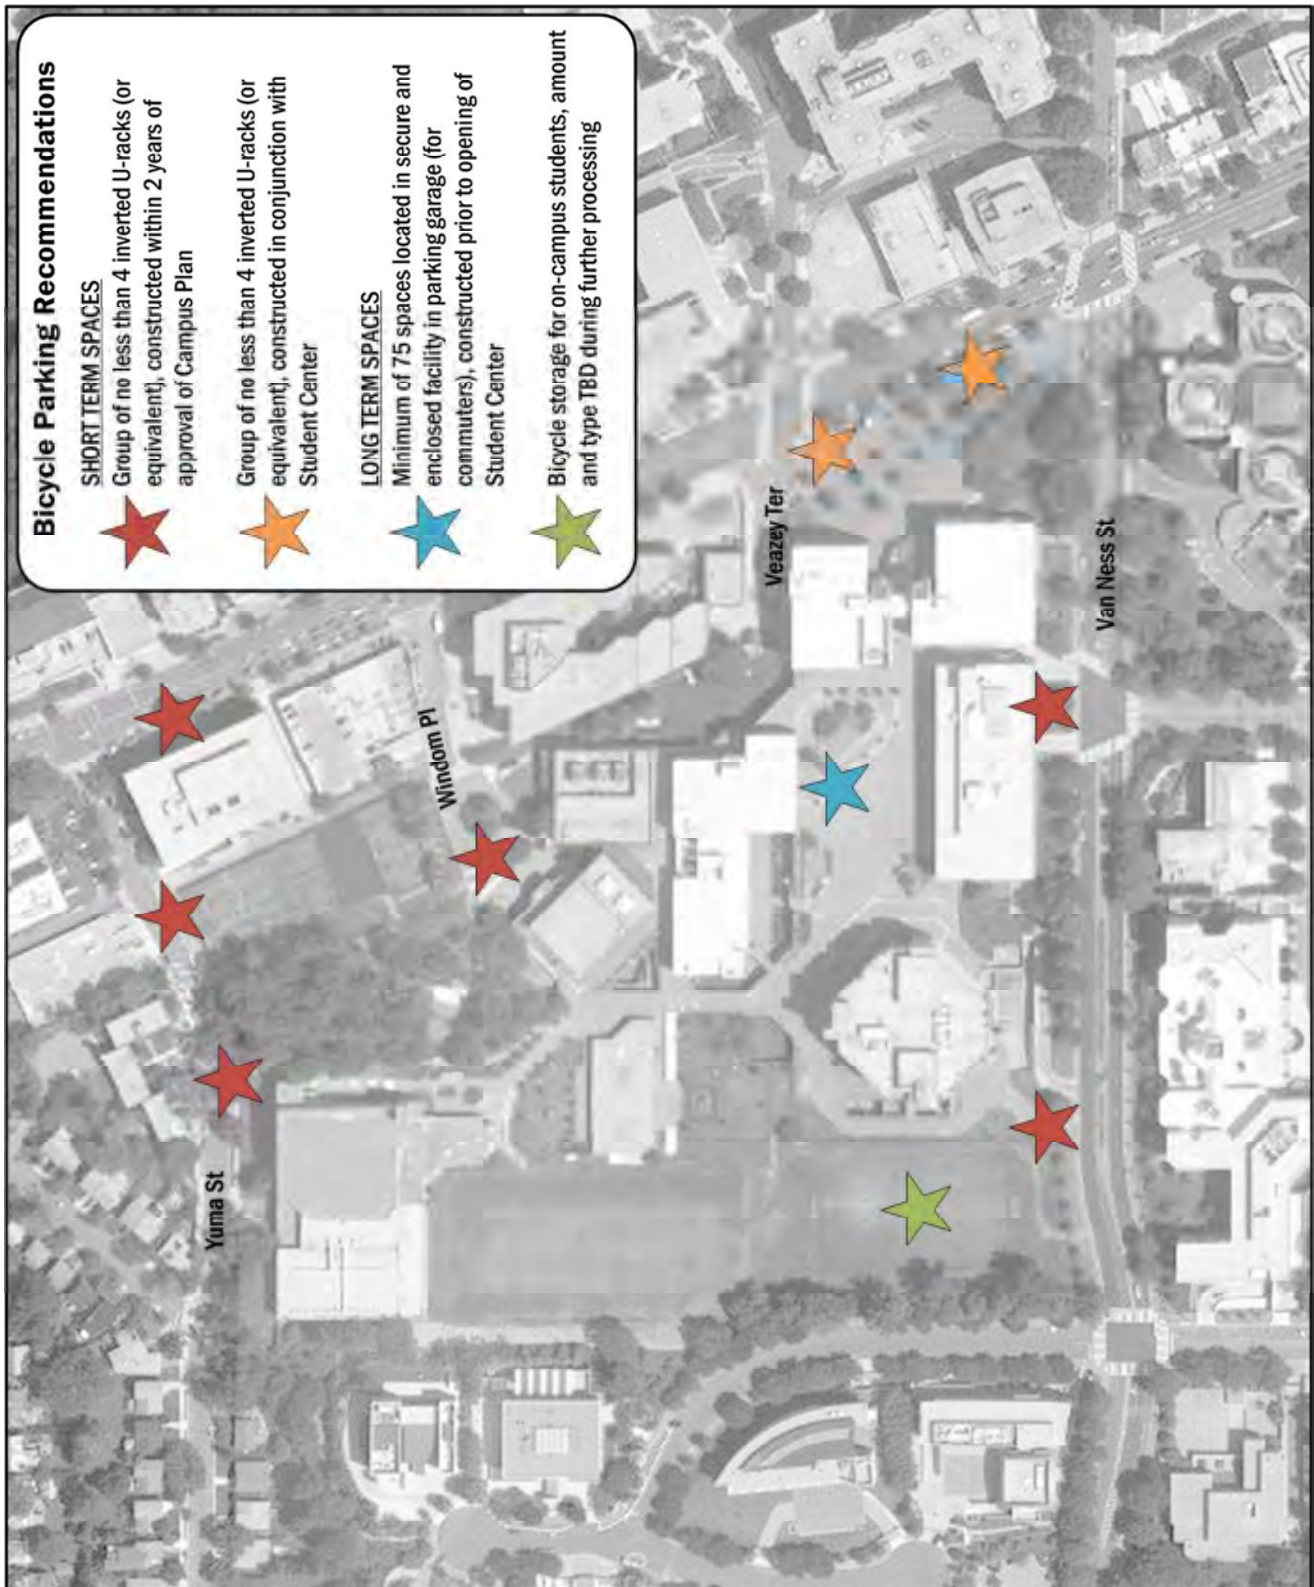 Bicycle Parking Recommendations
SHORT TERM SPACES
Group of no less than 4 inverted U-racks (or
equivalent), constructed within 2 years of
approval of Campus Plan
Group of no less than 4 inverted U-racks (or
equivalent), constructed in conjunction with
Student Center
LONG TERM SPACES
Minimum of 75 spaces located in secure and
enclosed facility in parking garage (for
commuters), constructed prior to opening of
Student Center
Bicycle storage for on-campus students, amount
and type TBD during further processing
Yuma St
Windom Pl
Veazey Ter
Van Ness St